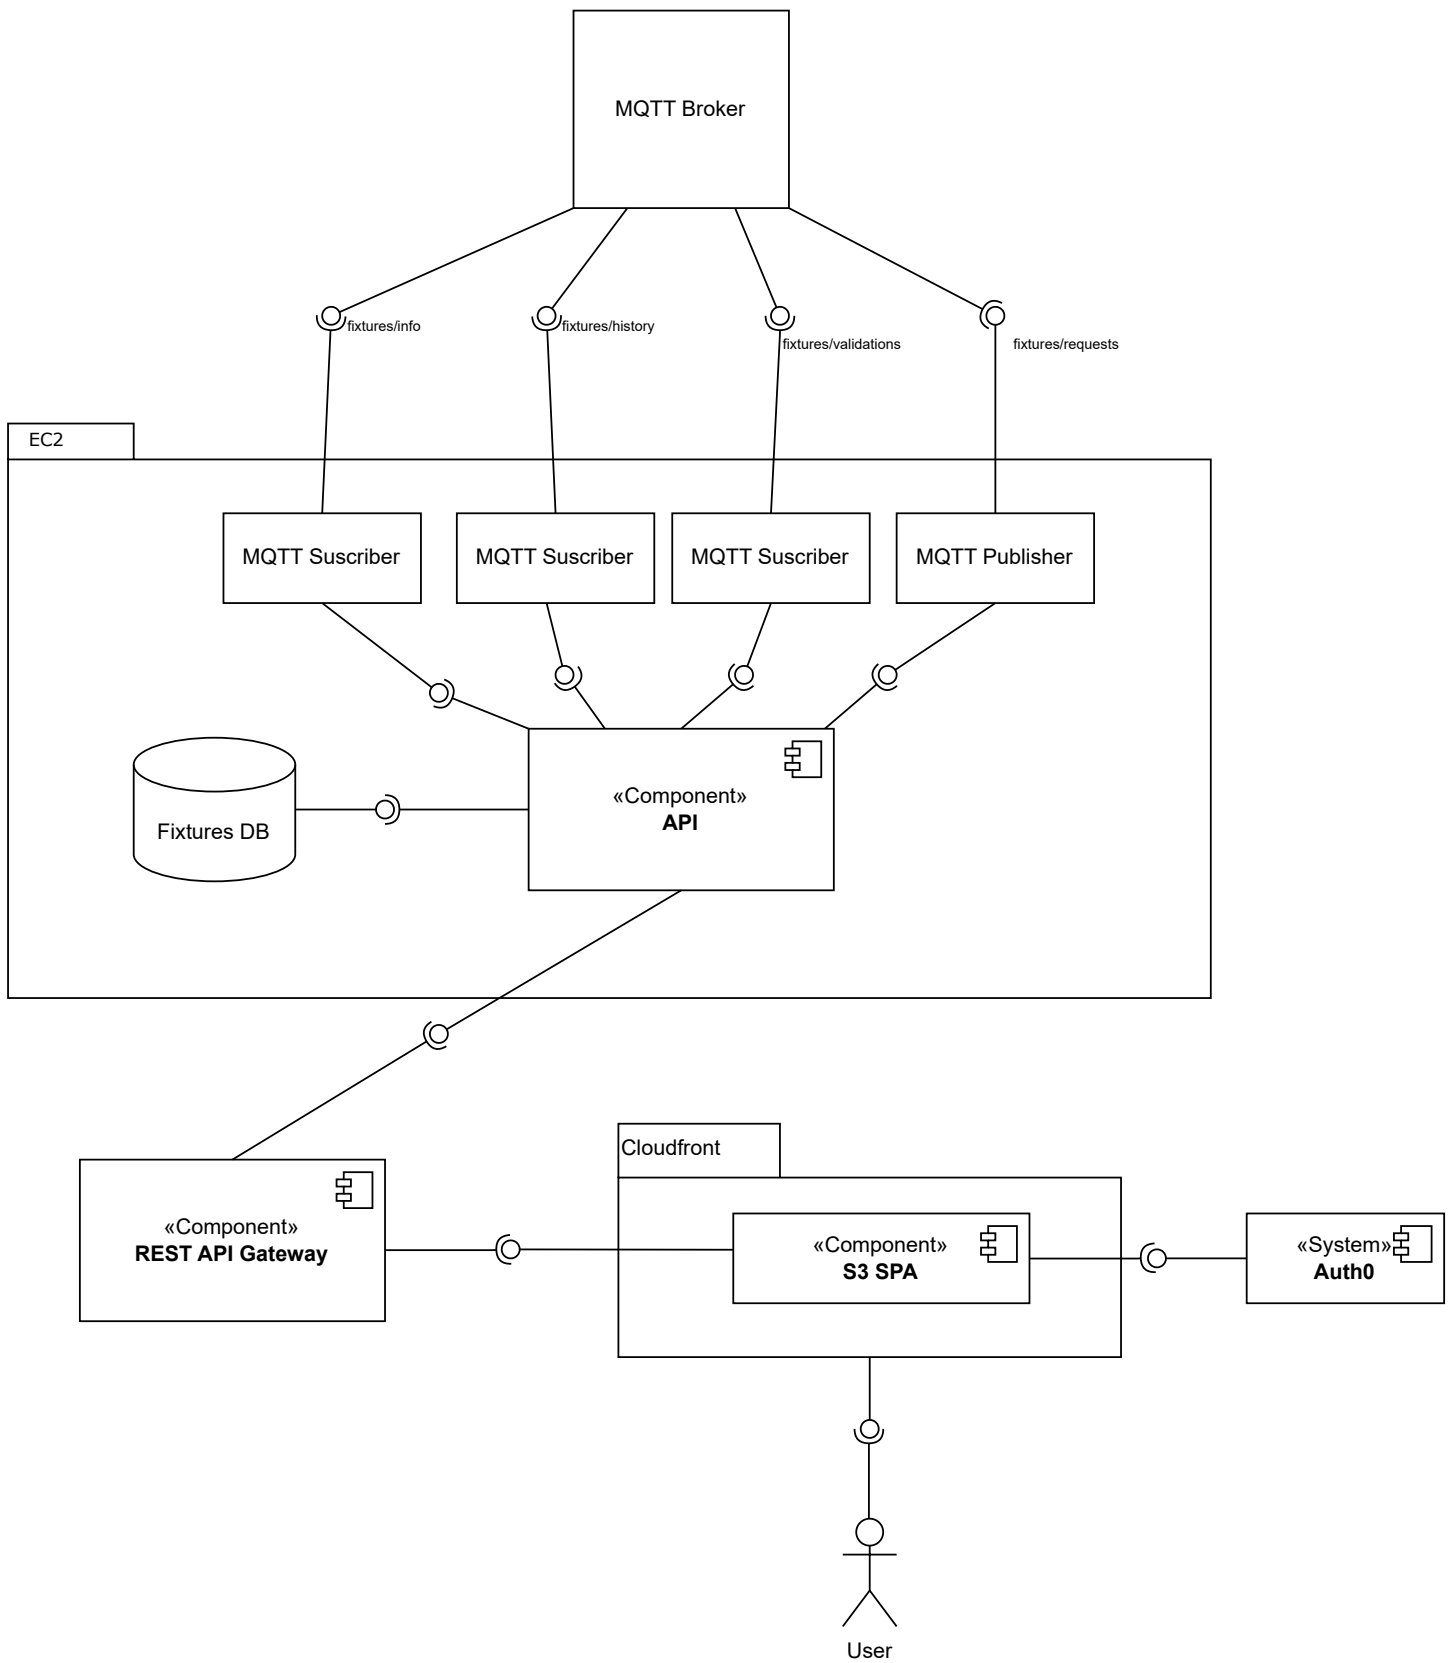 MQTT Broker
fixtures/info
fixtures/history
fixtures/validations
fixtures/requests
EC2
MQTT Suscriber
MQTT Suscriber
MQTT Suscriber
MQTT Publisher
«Component»
API
Fixtures DB
Cloudfront
«Component»
REST API Gateway
«Component»
S3 SPA
«System»
Auth0
User